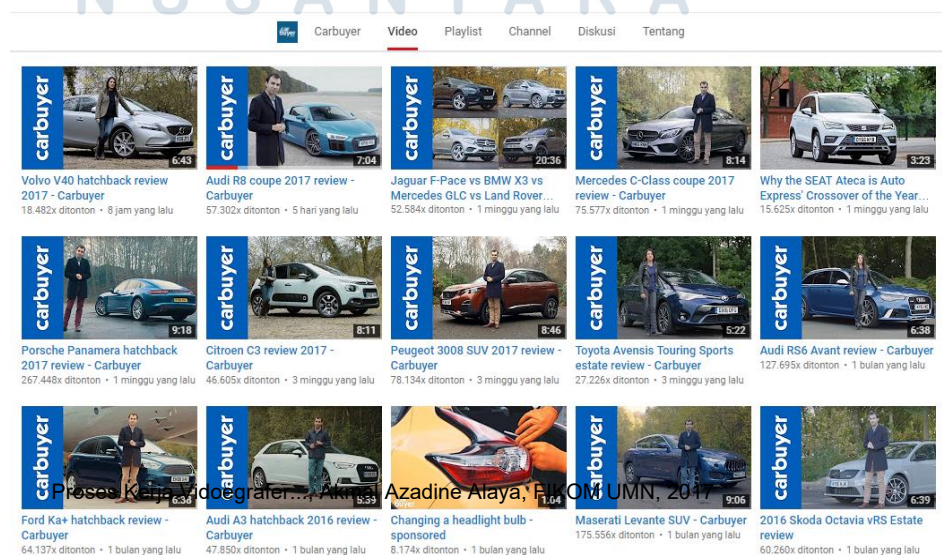 NUSANTARA
Carbuyer Video Playlist Channel Diskusi Tentang
carbuyer 6:43 carbuyer 7:04 carbuyer 20:36 carbuyer 8:14 3:23
Volvo V40 hatchback review Audi R8 coupe 2017 review - Jaguar F-Pace vs BMW X3 vs Mercedes C-Class coupe 2017 Why the SEAT Ateca is Auto
2017 - Carbuyer Carbuyer Mercedes GLC vs Land Rover... review - Carbuyer Express' Crossover of the Year...
18.482x ditonton • 8 jam yang lalu 57.302x ditonton • 5 hari yang lalu 52.584x ditonton • 1 minggu yang lalu 75.577x ditonton • 1 minggu yang lalu 15.625x ditonton • 1 minggu yang lalu
carbuyer 9:18 carbuyer 8:11 carbuyer 8:46 carbuyer 5:22 carbuyer 6:38
Porsche Panamera hatchback Citroen C3 review 2017 - Peugeot 3008 SUV 2017 review - Toyota Avensis Touring Sports Audi RS6 Avant review - Carbuyer
2017 review - Carbuyer Carbuyer Carbuyer estate review - Carbuyer 127.695x ditonton • 1 bulan yang lalu
267.448x ditonton • 1 minggu yang lalu 46.605x ditonton • 3 minggu yang lalu 78.134x ditonton • 3 minggu yang lalu 27.226x ditonton • 3 minggu yang lalu
carbuyer carbuyer 1:04 carbuyer 9:06 carbuyer 6:39
Proses Kerja Videografer..., Azadine Alaya, FIKOM UMN, 2017
Ford Ka+ hatchback review - Audi A3 hatchback 2016 review - Changing a headlight bulb - Maserati Levante SUV - Carbuyer 2016 Skoda Octavia vRS Estate
Carbuyer Carbuyer sponsored 175.556x ditonton • 1 bulan yang lalu review
64.137x ditonton • 1 bulan yang lalu 47.850x ditonton • 1 bulan yang lalu 8.174x ditonton • 1 bulan yang lalu 60.260x ditonton • 1 bulan yang lalu